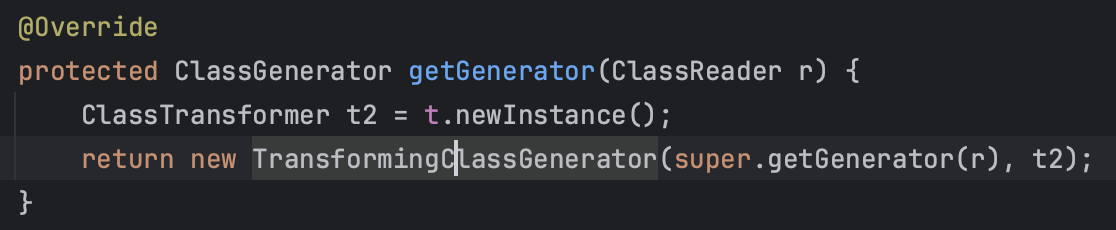 @Override
protected ClassGenerator getGenerator(ClassReader r) {
    ClassTransformer t2 = t.newInstance();
    return new TransformingClassGenerator(super.getGenerator(r), t2);
}